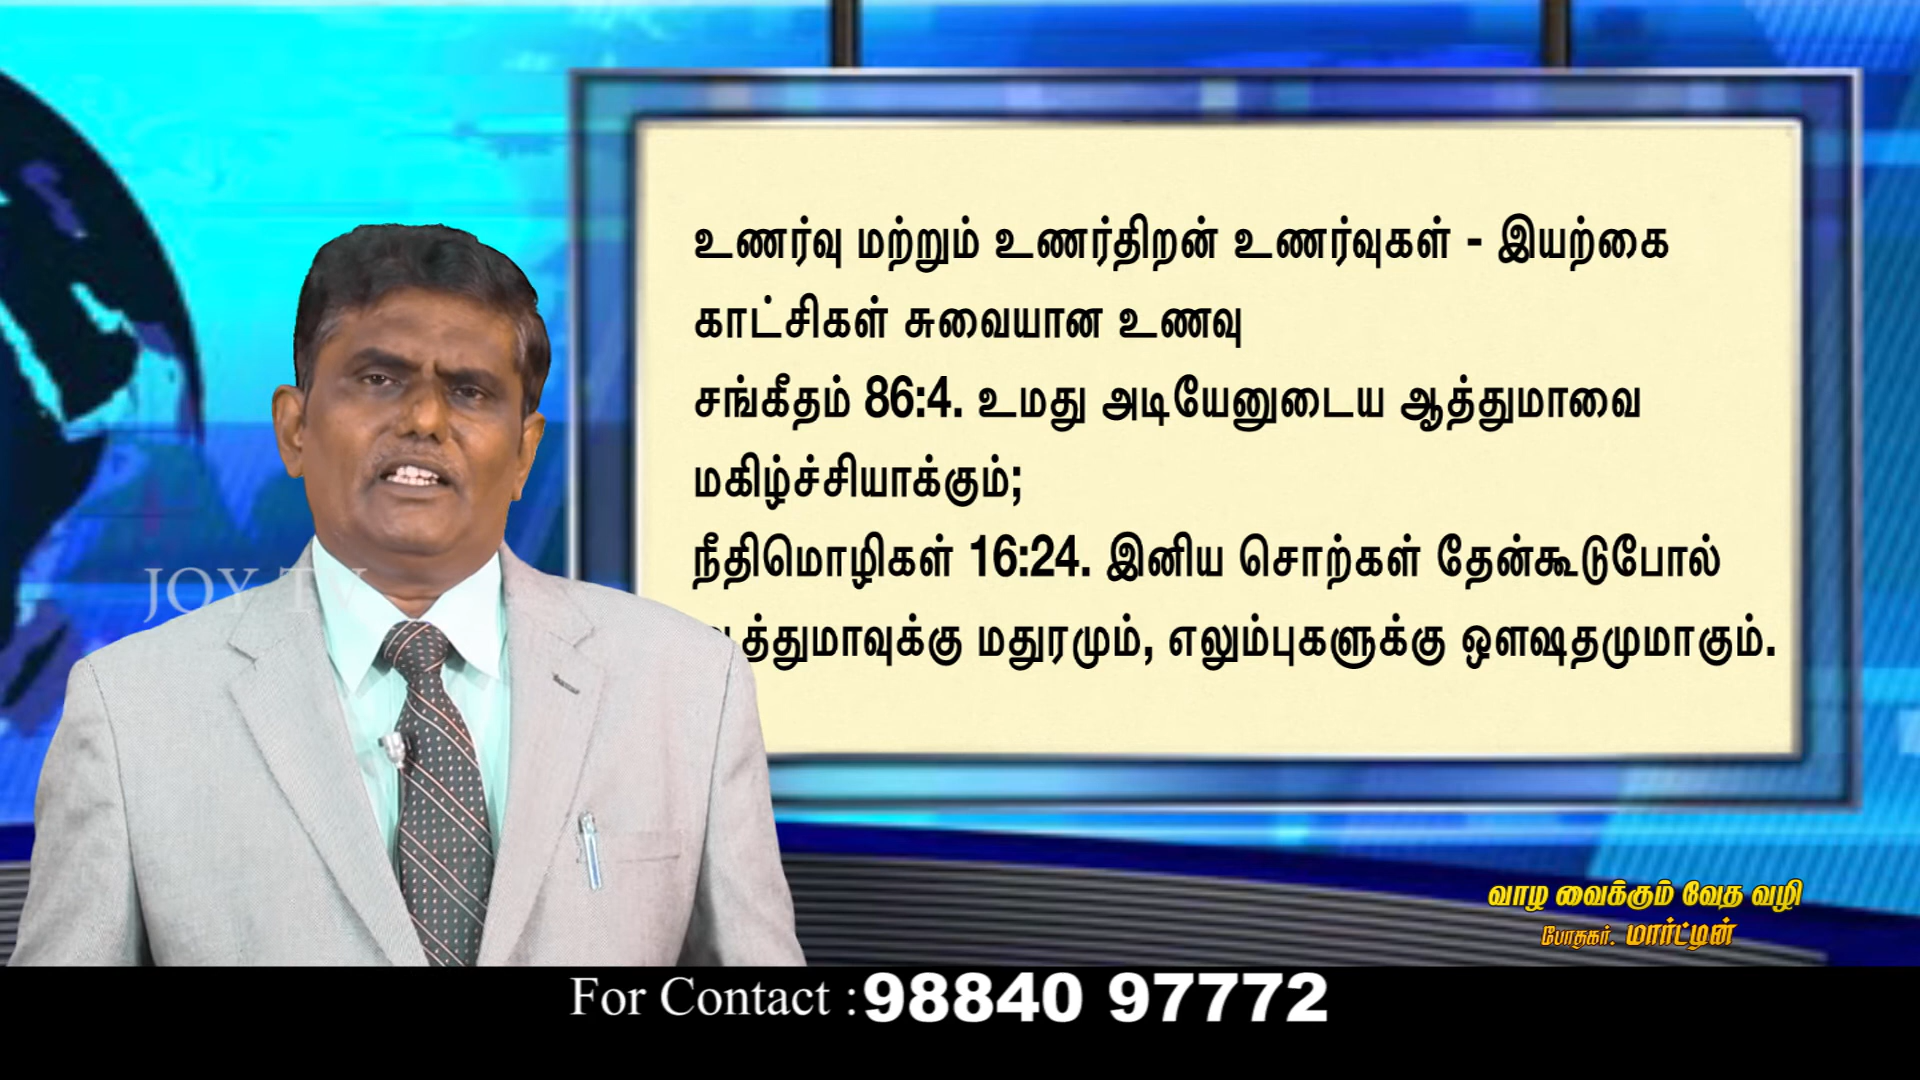 உணர்வு மற்றும் உணர்திறன் உணர்வுகள் - இயற்கை
காட்சிகள் சுவையான உணவு
சங்கீதம் 86:4. உமது அடியேனுடைய ஆத்துமாவை
மகிழ்ச்சியாக்கும்;
நீதிமொழிகள் 16:24. இனிய சொற்கள் தேன்கூடுபோல்
மதுரமும், எலும்புகளுக்கு ஔஷதமுமாகும்.
JOY TV
வாழ வைக்கும் வேத வழி
போதகர். மார்ட்டின்
For Contact : 98840 97772